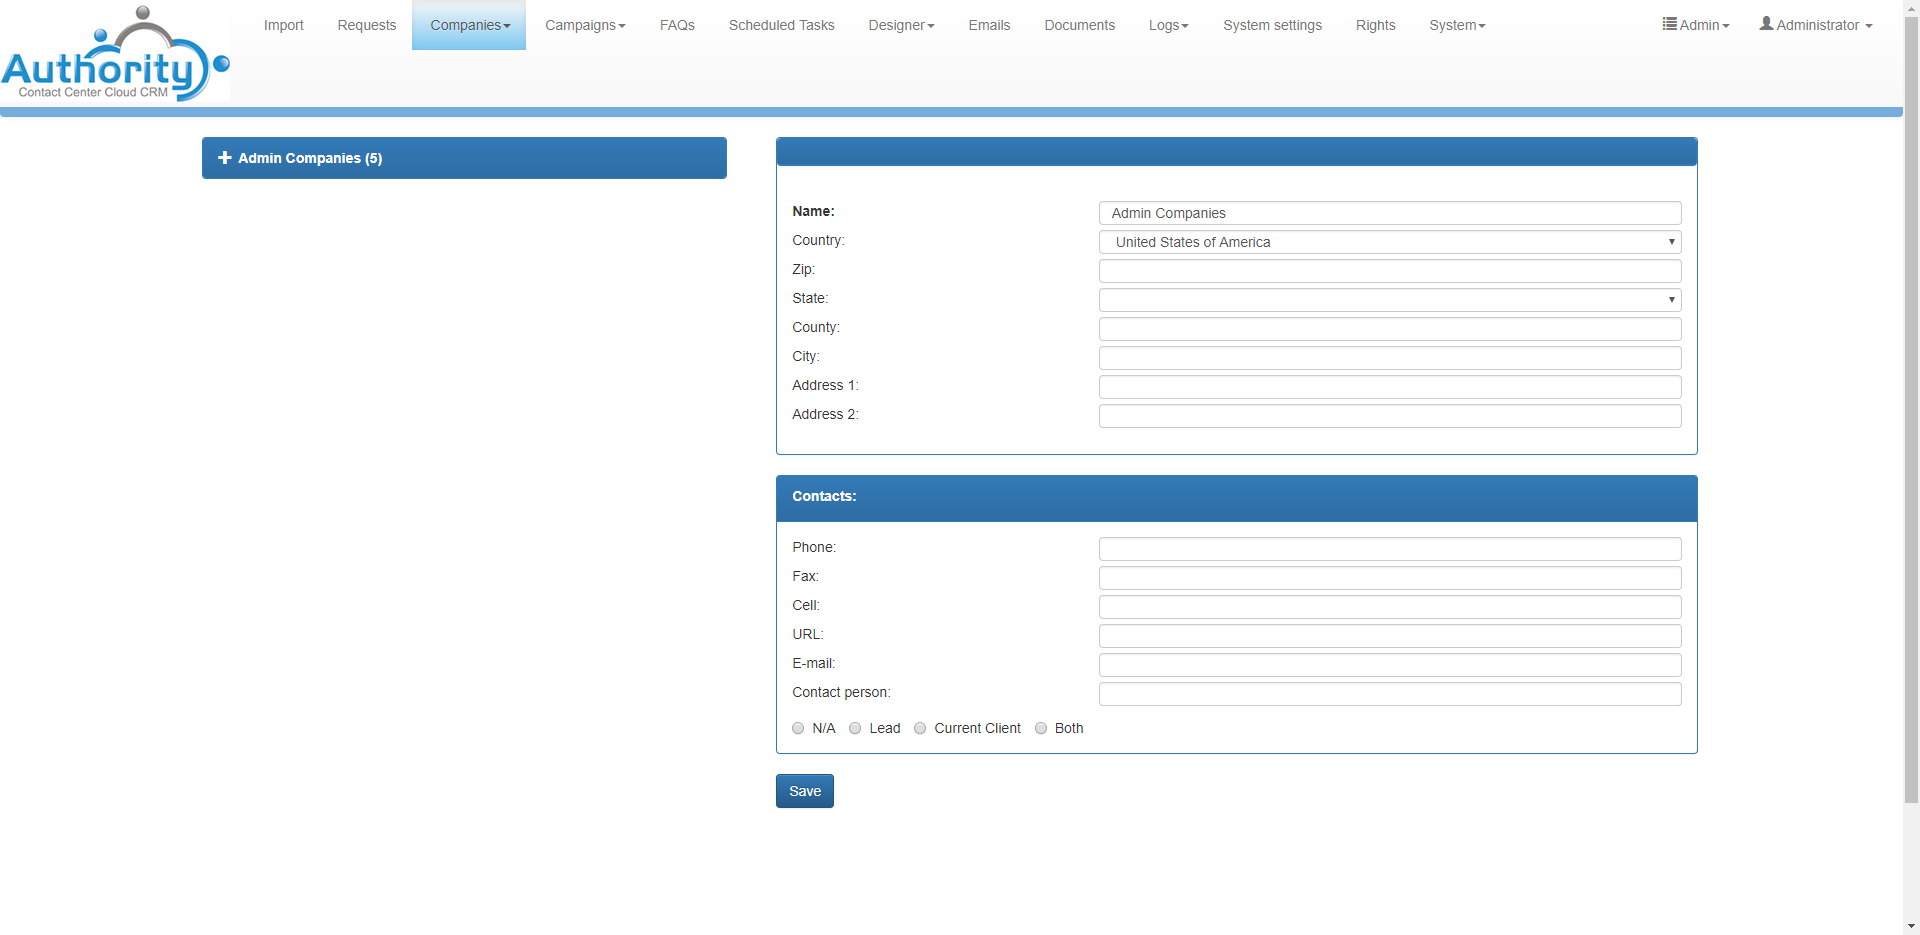 Authority
Contact Center Cloud CRM
Import Requests Companies Campaigns FAQs Scheduled Tasks Designer Emails Documents Logs System settings Rights System Admin Administrator
Admin Companies (5)
Name: Admin Companies
Country: United States of America
Zip:
State:
County:
City:
Address 1:
Address 2:
Contacts:
Phone:
Fax:
Cell:
URL:
E-mail:
Contact person:
N/A Lead Current Client Both
Save